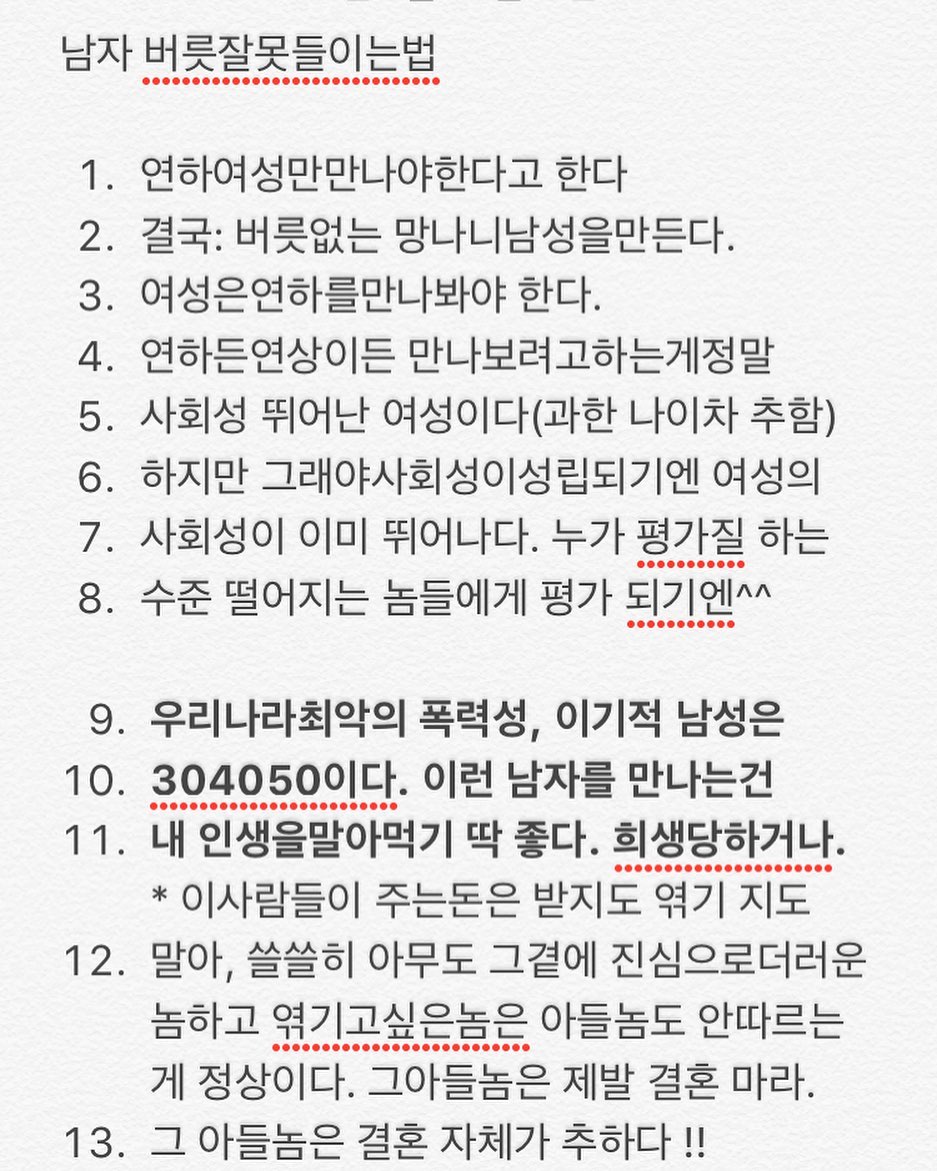 남자 버릇잘못들이는법
1. 연하여성만만나야한다고 한다
2. 결국: 버릇없는 망나니남성을만든다.
3. 여성은연하를만나봐야 한다.
4. 연하든연상이든 만나보려고하는게정말
5. 사회성 뛰어난 여성이다(과한 나이차 추함)
6. 하지만 그래야사회성이성립되기엔 여성의
7. 사회성이 이미 뛰어나다. 누가 평가질 하는
8. 수준 떨어지는 놈들에게 평가 되기엔^^
9. 우리나라최악의 폭력성, 이기적 남성은
10. 304050이다. 이런 남자를 만나는건
11. 내 인생을말아먹기 딱 좋다. 희생당하거나.
* 이사람들이 주는돈은 받지도 엮기 지도
12. 말아, 쓸쓸히 아무도 그곁에 진심으로더러운
놈하고 엮기고싶은놈은 아들놈도 안따르는
게 정상이다. 그아들놈은 제발 결혼 마라.
13. 그 아들놈은 결혼 자체가 추하다 !!